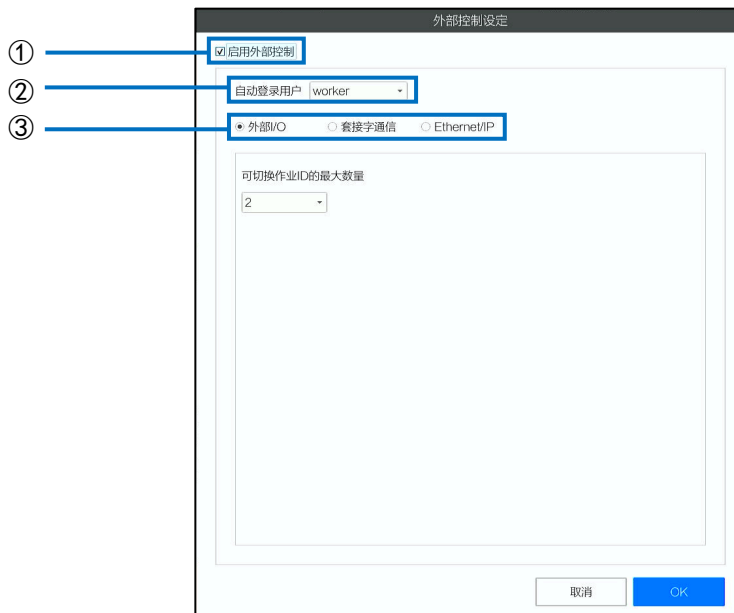 外部控制设定
① ☑启用外部控制
② 自动登录用户 worker
③ 外部I/O 套接字通信 Ethernet/IP
可切换作业ID的最大数量
2
取消 OK